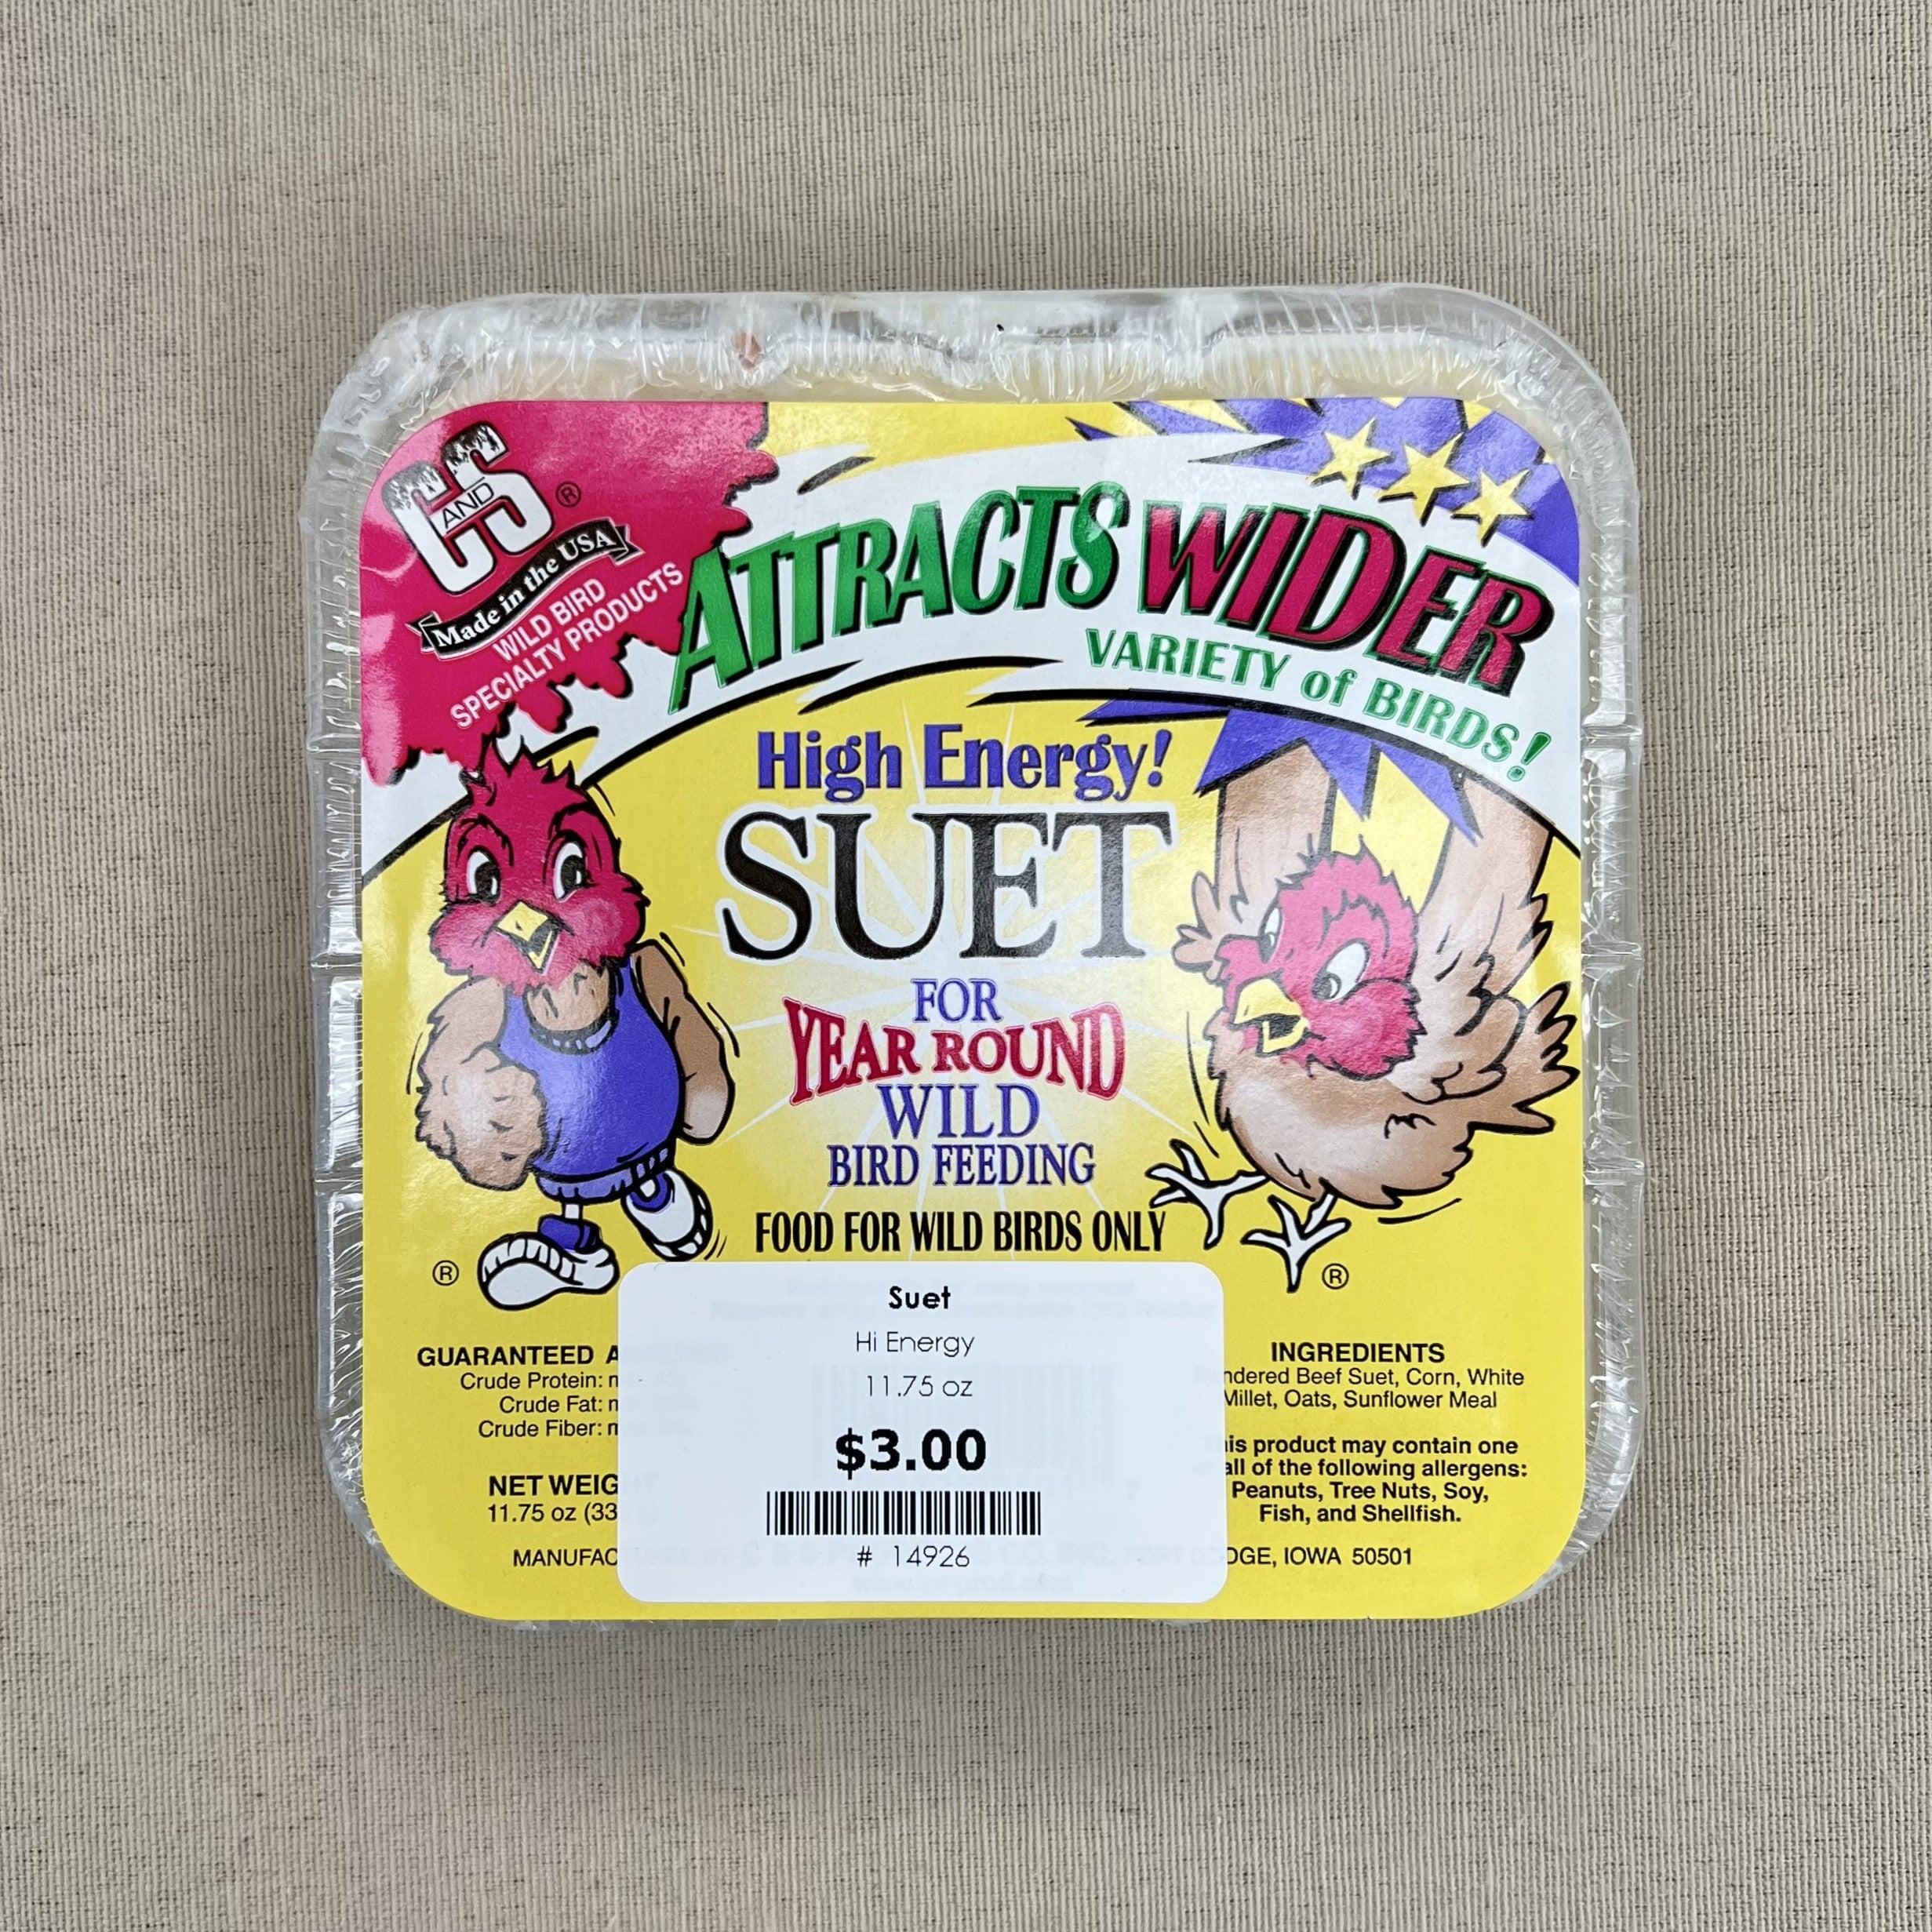 C AND S ®
Made in the USA
WILD BIRD
SPECIALTY PRODUCTS
ATTRACTS WIDER
VARIETY of BIRDS!
High Energy!
SUET
FOR
YEAR ROUND
WILD
BIRD FEEDING
FOOD FOR WILD BIRDS ONLY
®
®
Suet
Hi Energy
11.75 oz
$3.00
# 14926
GUARANTEED
Crude Protein:
Crude Fat:
Crude Fiber:
NET WEIGHT
11.75 oz
INGREDIENTS
Beef Suet, Corn, White
Millet, Oats, Sunflower Meal
product may contain one
all of the following allergens:
Peanuts, Tree Nuts, Soy,
Fish, and Shellfish.
IOWA 50501